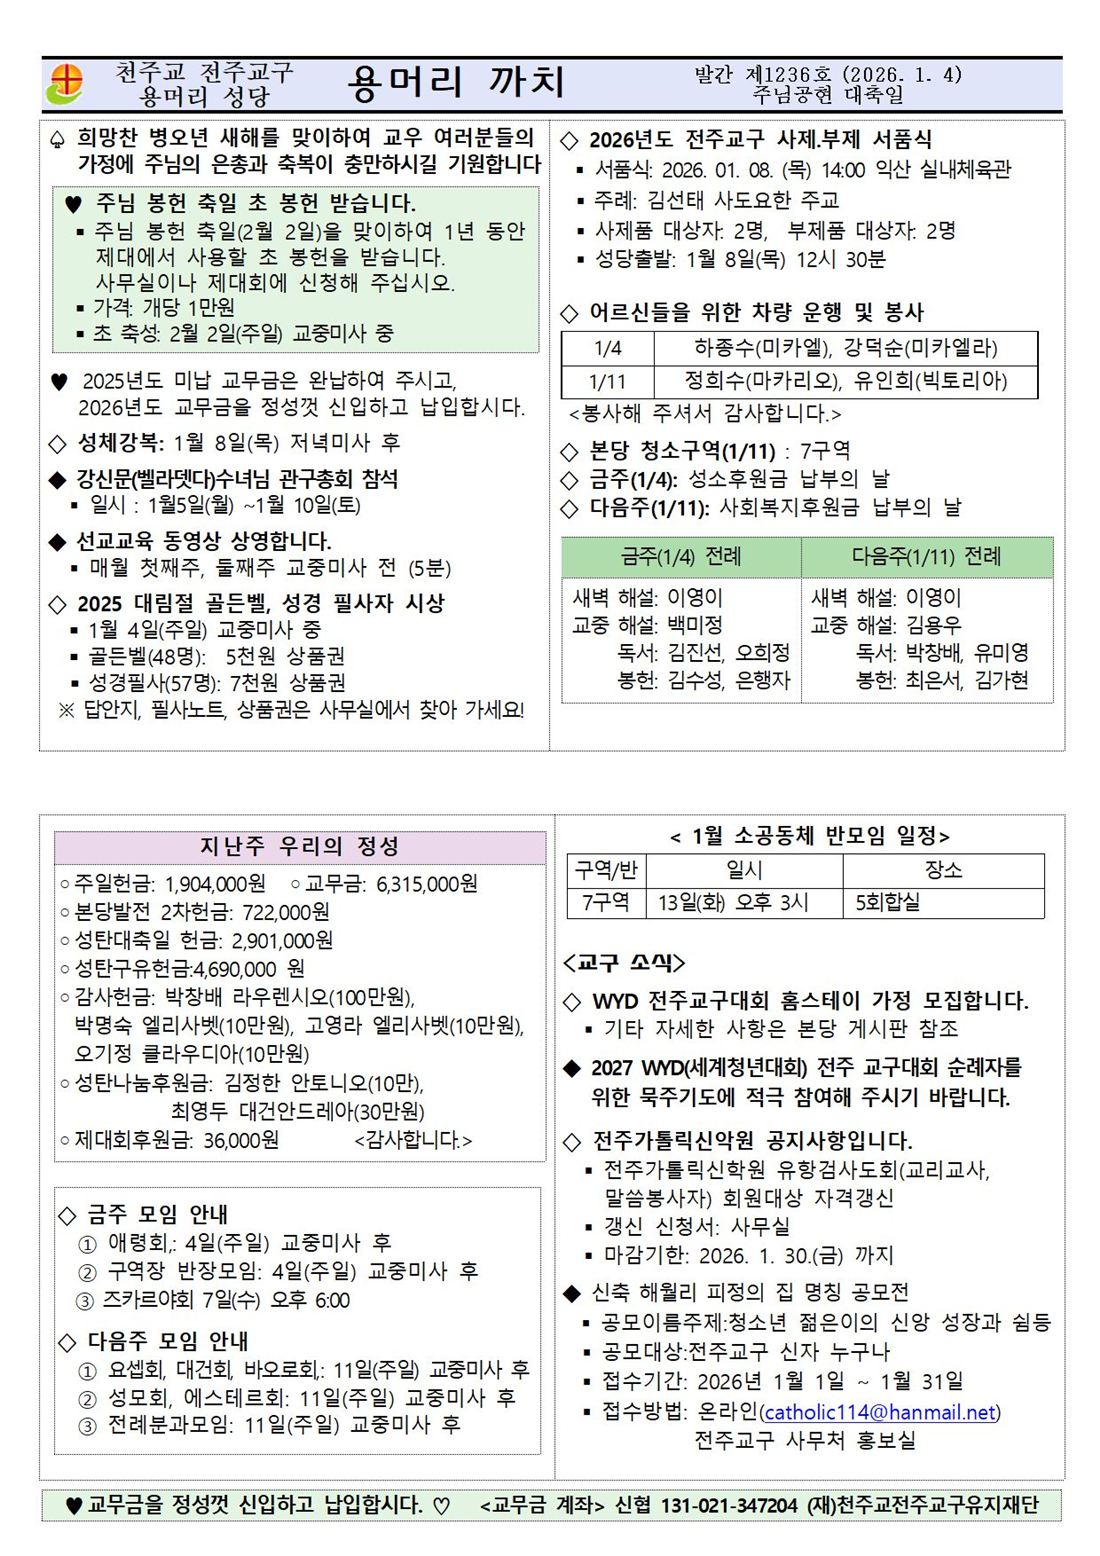 천주교 전주교구
용머리 성당
용머리 까치
발간 제1236호 (2026. 1. 4)
주님공현 대축일
♤ 희망찬 병오년 새해를 맞이하여 교우 여러분들의
가정에 주님의 은총과 축복이 충만하시길 기원합니다
♥ 주님 봉헌 축일 초 봉헌 받습니다.
▪ 주님 봉헌 축일(2월 2일)을 맞이하여 1년 동안
제대에서 사용할 초 봉헌을 받습니다.
사무실이나 제대회에 신청해 주십시오.
▪ 가격: 개당 1만원
▪ 초 축성: 2월 2일(주일) 교중미사 중
♥ 2025년도 미납 교무금은 완납하여 주시고,
2026년도 교무금을 정성껏 신입하고 납입합시다.
◇ 성체강복: 1월 8일(목) 저녁미사 후
◆ 강신문(벨라뎃다)수녀님 관구총회 참석
▪ 일시 : 1월5일(월) ~1월 10일(토)
◆ 선교교육 동영상 상영합니다.
▪ 매월 첫째주, 둘째주 교중미사 전 (5분)
◇ 2025 대림절 골든벨, 성경 필사자 시상
▪ 1월 4일(주일) 교중미사 중
▪ 골든벨(48명): 5천원 상품권
▪ 성경필사(57명): 7천원 상품권
※ 답안지, 필사노트, 상품권은 사무실에서 찾아 가세요!
◇ 2026년도 전주교구 사제.부제 서품식
▪ 서품식: 2026. 01. 08. (목) 14:00 익산 실내체육관
▪ 주례: 김선태 사도요한 주교
▪ 사제품 대상자: 2명, 부제품 대상자: 2명
▪ 성당출발: 1월 8일(목) 12시 30분
◇ 어르신들을 위한 차량 운행 및 봉사
1/4 하종수(미카엘), 강덕순(미카엘라)
1/11 정희수(마카리오), 유인희(빅토리아)
<봉사해 주셔서 감사합니다.>
◇ 본당 청소구역(1/11) : 7구역
◇ 금주(1/4): 성소후원금 납부의 날
◇ 다음주(1/11): 사회복지후원금 납부의 날
금주(1/4) 전례 다음주(1/11) 전례
새벽 해설: 이영이 새벽 해설: 이영이
교중 해설: 백미정 교중 해설: 김용우
독서: 김진선, 오희정 독서: 박창배, 유미영
봉헌: 김수성, 은행자 봉헌: 최은서, 김가현
지난주 우리의 정성
○ 주일헌금: 1,904,000원 ○ 교무금: 6,315,000원
○ 본당발전 2차헌금: 722,000원
○ 성탄대축일 헌금: 2,901,000원
○ 성탄구유헌금:4,690,000 원
○ 감사헌금: 박창배 라우렌시오(100만원),
박명숙 엘리사벳(10만원), 고영라 엘리사벳(10만원),
오기정 클라우디아(10만원)
○ 성탄나눔후원금: 김정한 안토니오(10만),
최영두 대건안드레아(30만원)
○ 제대회후원금: 36,000원 <감사합니다.>
◇ 금주 모임 안내
① 애령회,: 4일(주일) 교중미사 후
② 구역장 반장모임: 4일(주일) 교중미사 후
③ 즈카르야회 7일(수) 오후 6:00
◇ 다음주 모임 안내
① 요셉회, 대건회, 바오로회,: 11일(주일) 교중미사 후
② 성모회, 에스테르회: 11일(주일) 교중미사 후
③ 전례분과모임: 11일(주일) 교중미사 후
< 1월 소공동체 반모임 일정>
구역/반 일시 장소
7구역 13일(화) 오후 3시 5회합실
<교구 소식>
◇ WYD 전주교구대회 홈스테이 가정 모집합니다.
▪ 기타 자세한 사항은 본당 게시판 참조
◆ 2027 WYD(세계청년대회) 전주 교구대회 순례자를
위한 묵주기도에 적극 참여해 주시기 바랍니다.
◇ 전주가톨릭신악원 공지사항입니다.
▪ 전주가톨릭신학원 유항검사도회(교리교사,
말씀봉사자) 회원대상 자격갱신
▪ 갱신 신청서: 사무실
▪ 마감기한: 2026. 1. 30.(금) 까지
◆ 신축 해월리 피정의 집 명칭 공모전
▪ 공모이름주제:청소년 젊은이의 신앙 성장과 쉼등
▪ 공모대상:전주교구 신자 누구나
▪ 접수기간: 2026년 1월 1일 ~ 1월 31일
▪ 접수방법: 온라인(catholic114@hanmail.net)
전주교구 사무처 홍보실
♥교무금을 정성껏 신입하고 납입합시다. ♡ <교무금 계좌> 신협 131-021-347204 (재)천주교전주교구유지재단